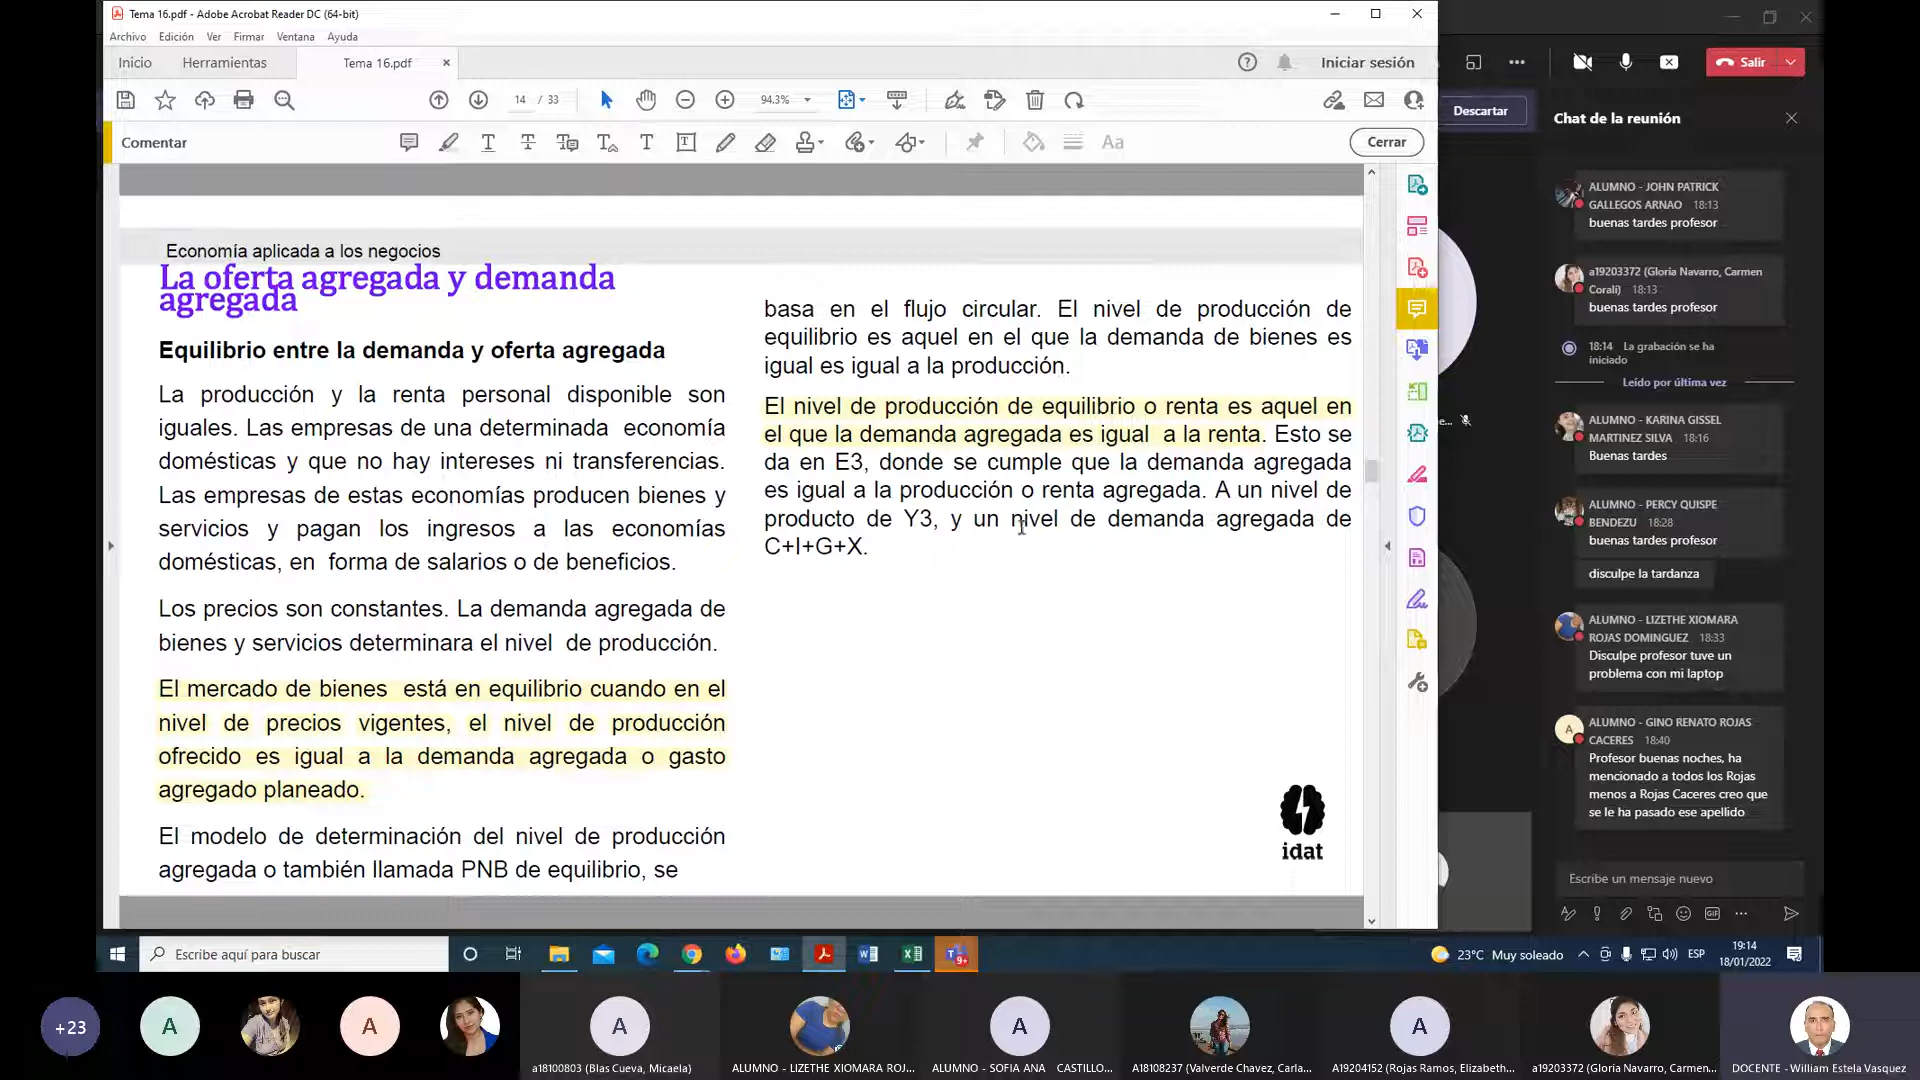 Tema 16.pdf - Adobe Acrobat Reader DC (64-bit)
Archivo Edición Ver Firmar Ventana Ayuda
Inicio Herramientas Tema 16.pdf × Iniciar sesión
14 / 33 94.3%
Comentar Cerrar
Economía aplicada a los negocios
La oferta agregada y demanda
agregada
Equilibrio entre la demanda y oferta agregada
La producción y la renta personal disponible son
iguales. Las empresas de una determinada economía
domésticas y que no hay intereses ni transferencias.
Las empresas de estas economías producen bienes y
servicios y pagan los ingresos a las economías
domésticas, en forma de salarios o de beneficios.
Los precios son constantes. La demanda agregada de
bienes y servicios determinara el nivel de producción.
El mercado de bienes está en equilibrio cuando en el
nivel de precios vigentes, el nivel de producción
ofrecido es igual a la demanda agregada o gasto
agregado planeado.
El modelo de determinación del nivel de producción
agregada o también llamada PNB de equilibrio, se
basa en el flujo circular. El nivel de producción de
equilibrio es aquel en el que la demanda de bienes es
igual es igual a la producción.
El nivel de producción de equilibrio o renta es aquel en
el que la demanda agregada es igual a la renta. Esto se
da en E3, donde se cumple que la demanda agregada
es igual a la producción o renta agregada. A un nivel de
producto de Y3, y un nivel de demanda agregada de
C+I+G+X.
idat
Salir
Descartar
e...
Chat de la reunión
ALUMNO - JOHN PATRICK
GALLEGOS ARNAO 18:13
buenas tardes profesor
a19203372 (Gloria Navarro, Carmen
Corali) 18:13
buenas tardes profesor
18:14 La grabación se ha
iniciado
Leído por última vez
ALUMNO - KARINA GISSEL
MARTINEZ SILVA 18:16
Buenas tardes
ALUMNO - PERCY QUISPE
BENDEZU 18:28
buenas tardes profesor
disculpe la tardanza
ALUMNO - LIZETHE XIOMARA
ROJAS DOMINGUEZ 18:33
Disculpe profesor tuve un
problema con mi laptop
A
ALUMNO - GINO RENATO ROJAS
CACERES 18:40
Profesor buenas noches, ha
mencionado a todos los Rojas
menos a Rojas Caceres creo que
se le ha pasado ese apellido
Escribe un mensaje nuevo
GIF
Escribe aquí para buscar
9+
23°C Muy soleado ESP
19:14
18/01/2022
+23 A A A A A
a18100803 (Blas Cueva, Micaela)
ALUMNO - LIZETHE XIOMARA ROJ...
ALUMNO - SOFIA ANA CASTILLO...
A18108237 (Valverde Chavez, Carla...
A19204152 (Rojas Ramos, Elizabeth...
a19203372 (Gloria Navarro, Carmen...
DOCENTE - William Estela Vasquez